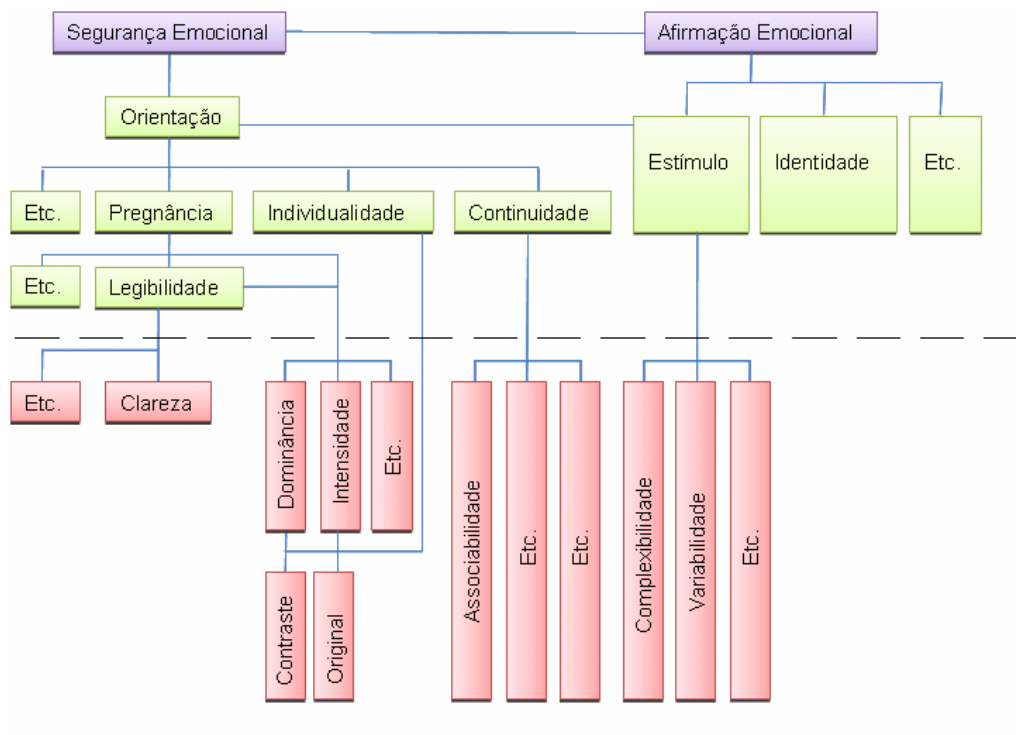 Segurança Emocional
Afirmação Emocional
Orientação
Estímulo
Identidade
Etc.
Etc.
Pregnância
Individualidade
Continuidade
Etc.
Legibilidade
Etc.
Clareza
Dominância
Intensidade
Etc.
Associabilidade
Etc.
Etc.
Complexibilidade
Variabilidade
Etc.
Contraste
Original